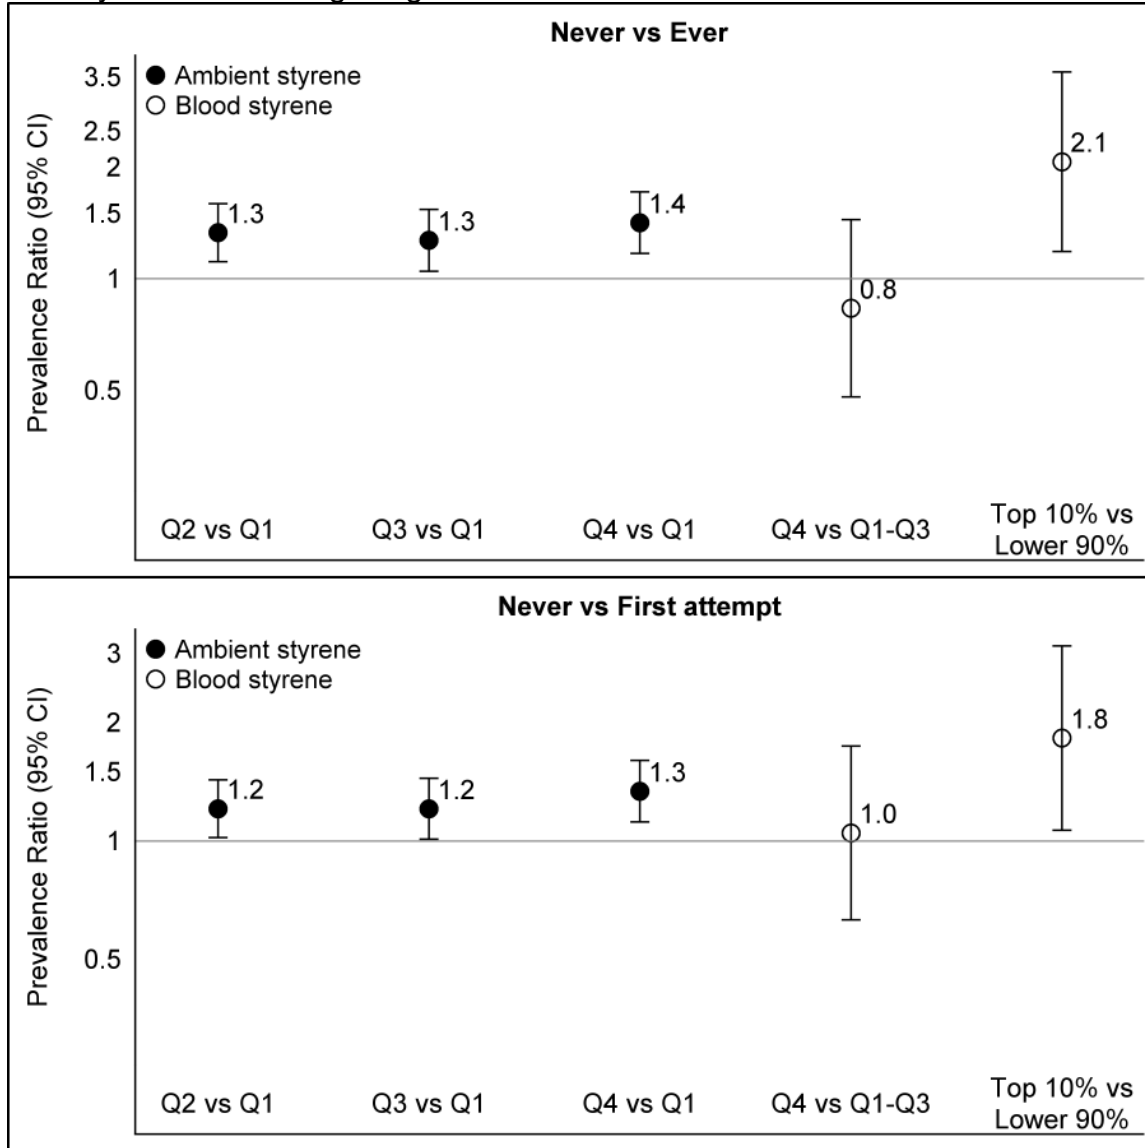 Never vs Ever
Prevalence Ratio (95% CI)
3.5
2.5
2
1.5
1
0.5
Ambient styrene
Blood styrene
1.3
1.3
1.4
0.8
2.1
Q2 vs Q1
Q3 vs Q1
Q4 vs Q1
Q4 vs Q1-Q3
Top 10% vs
Lower 90%
Never vs First attempt
Prevalence Ratio (95% CI)
3
2
1.5
1
0.5
Ambient styrene
Blood styrene
1.2
1.2
1.3
1.0
1.8
Q2 vs Q1
Q3 vs Q1
Q4 vs Q1
Q4 vs Q1-Q3
Top 10% vs
Lower 90%